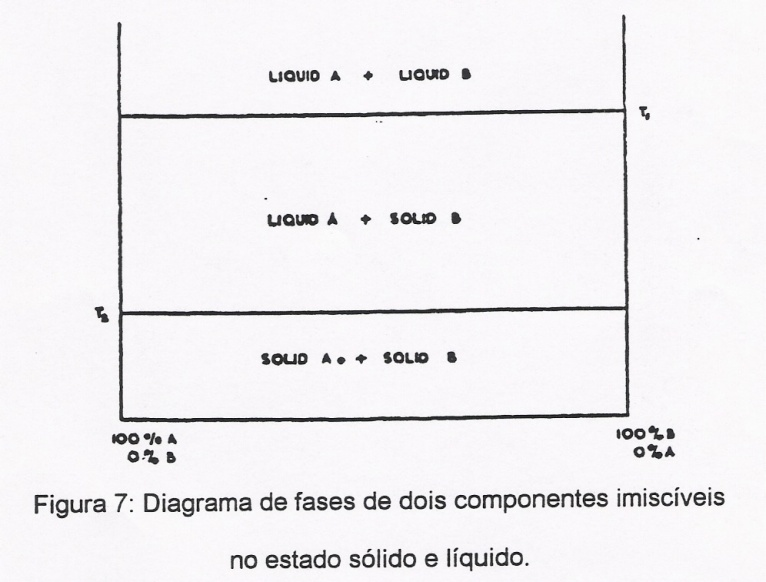 LIQUID A + LIQUID B
T₁
LIQUID A + SOLID B
T₂
SOLID A + SOLID B
100 % A
0 % B
100 % B
0 % A
Figura 7: Diagrama de fases de dois componentes imiscíveis
no estado sólido e líquido.